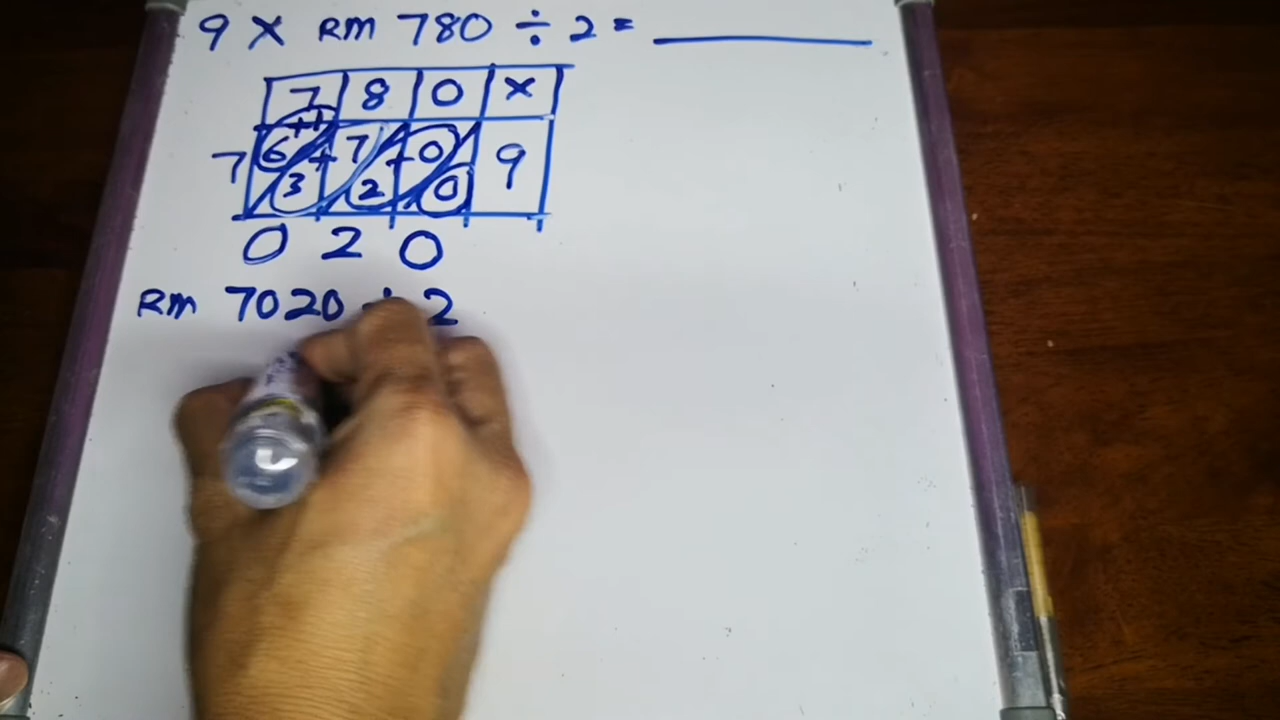 9 × RM 780 ÷ 2 =
7 8 0 ×
+1
6 + 7 + 0
7 9
3 2 0
0 2 0
RM 7020 ÷ 2